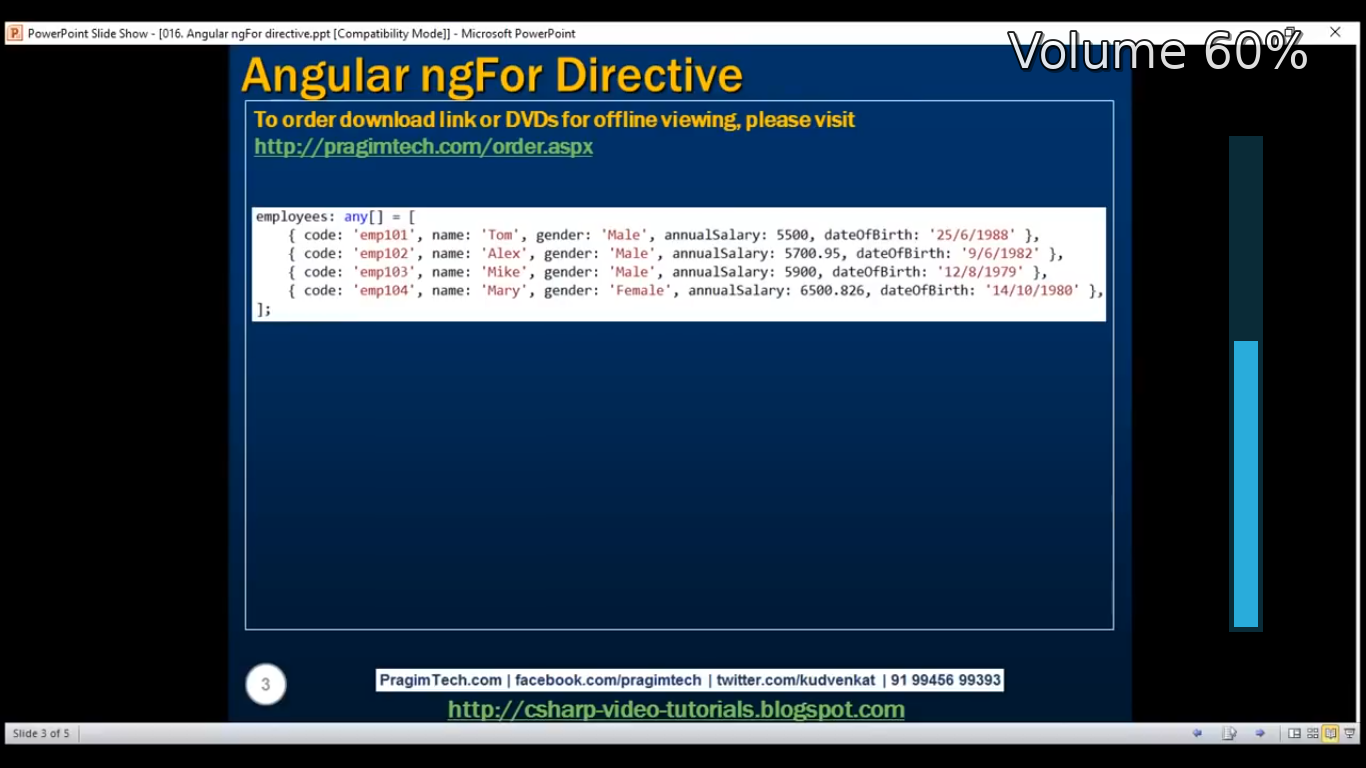 PowerPoint Slide Show - [016. Angular ngFor directive.ppt [Compatibility Mode]] - Microsoft PowerPoint
Volume 60%
Angular ngFor Directive
To order download link or DVDs for offline viewing, please visit
http://pragimtech.com/order.aspx
employees: any[] = [
{ code: 'emp101', name: 'Tom', gender: 'Male', annualSalary: 5500, dateOfBirth: '25/6/1988' },
{ code: 'emp102', name: 'Alex', gender: 'Male', annualSalary: 5700.95, dateOfBirth: '9/6/1982' },
{ code: 'emp103', name: 'Mike', gender: 'Male', annualSalary: 5900, dateOfBirth: '12/8/1979' },
{ code: 'emp104', name: 'Mary', gender: 'Female', annualSalary: 6500.826, dateOfBirth: '14/10/1980' },
];
3
PragimTech.com | facebook.com/pragimtech | twitter.com/kudvenkat | 91 99456 99393
http://csharp-video-tutorials.blogspot.com
Slide 3 of 5